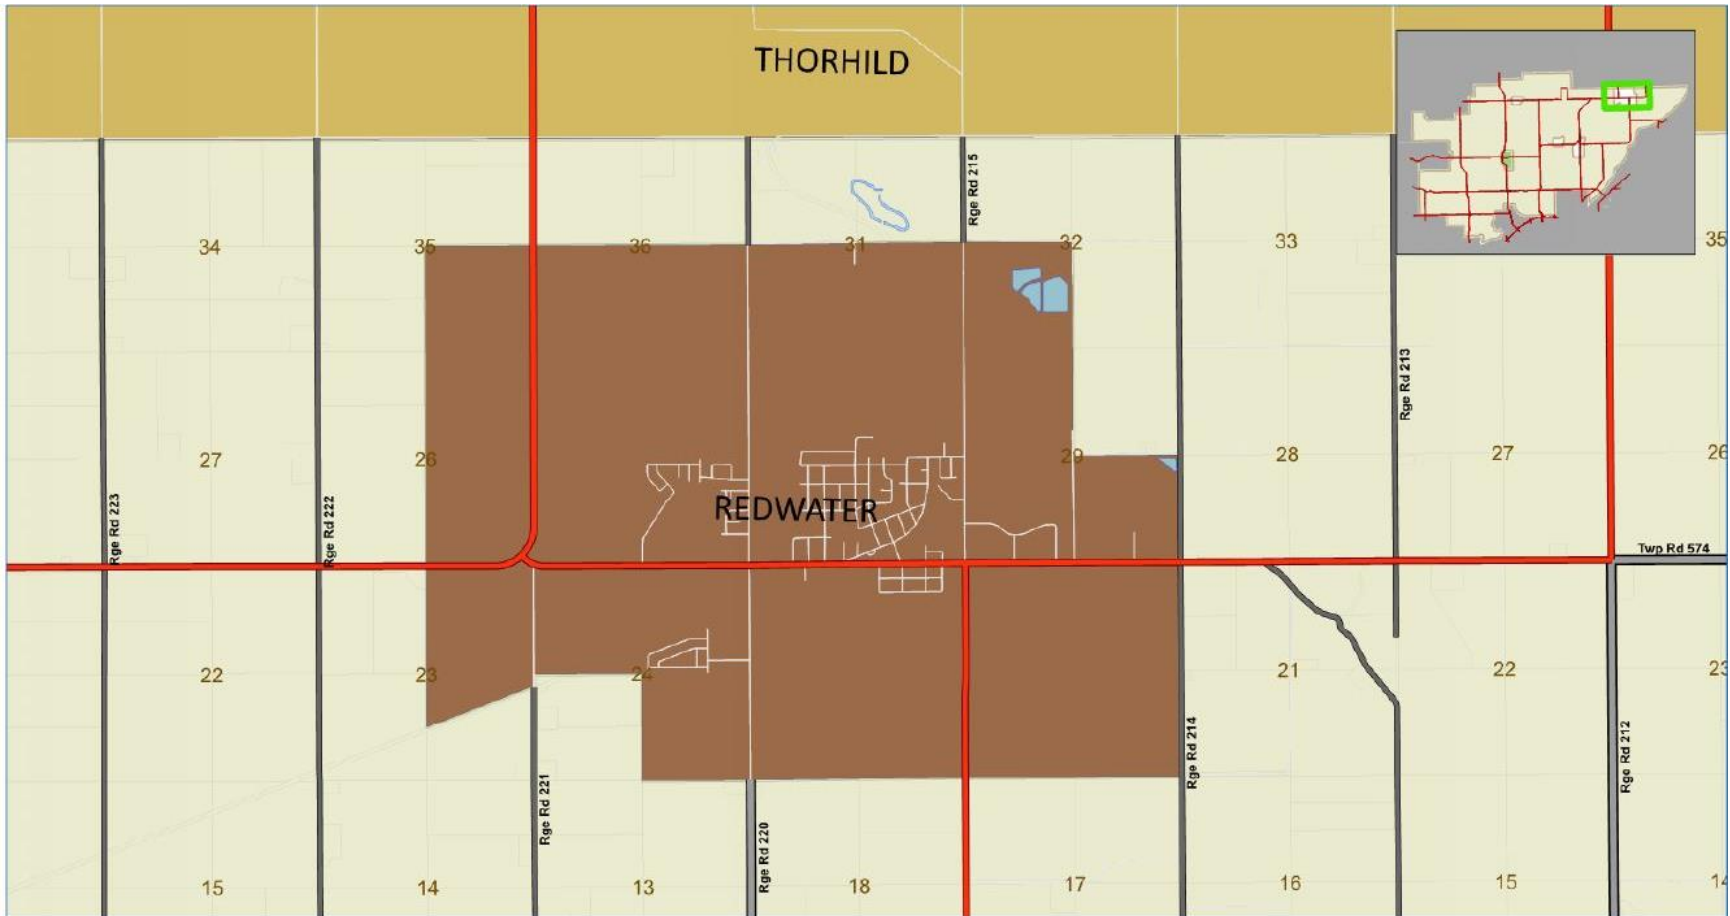 THORHILD
Rge Rd 215
34
35
36
31
32
33
35
Rge Rd 213
27
26
29
28
27
26
Rge Rd 223
Rge Rd 222
REDWATER
Twp Rd 574
22
23
24
21
22
23
Rge Rd 221
Rge Rd 220
Rge Rd 214
Rge Rd 212
15
14
13
18
17
16
15
14